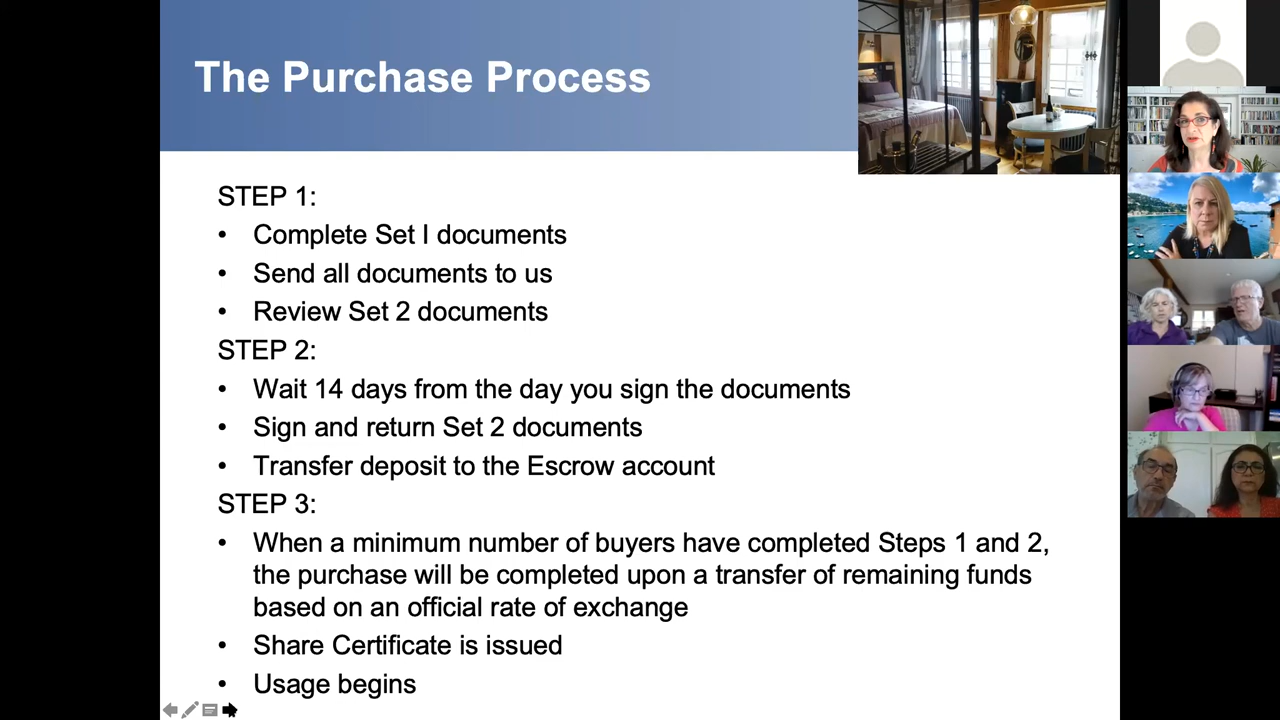 The Purchase Process
STEP 1:
• Complete Set I documents
• Send all documents to us
• Review Set 2 documents
STEP 2:
• Wait 14 days from the day you sign the documents
• Sign and return Set 2 documents
• Transfer deposit to the Escrow account
STEP 3:
• When a minimum number of buyers have completed Steps 1 and 2,
the purchase will be completed upon a transfer of remaining funds
based on an official rate of exchange
• Share Certificate is issued
• Usage begins